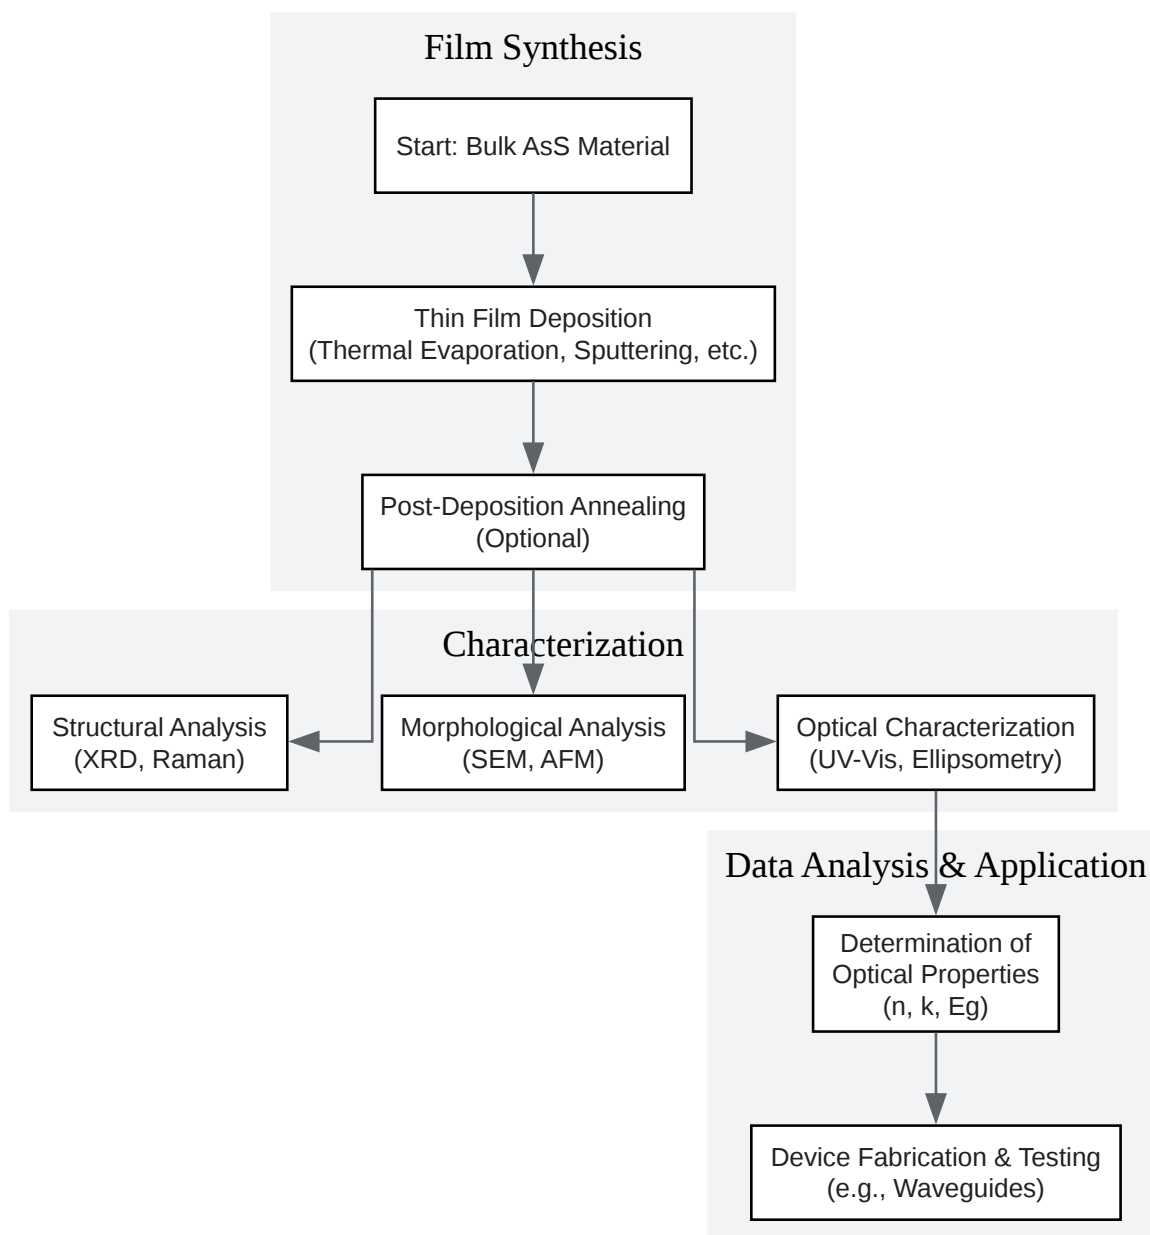 Film Synthesis
Start: Bulk AsS Material
Thin Film Deposition
(Thermal Evaporation, Sputtering, etc.)
Post-Deposition Annealing
(Optional)
Characterization
Structural Analysis
(XRD, Raman)
Morphological Analysis
(SEM, AFM)
Optical Characterization
(UV-Vis, Ellipsometry)
Data Analysis & Application
Determination of
Optical Properties
(n, k, Eg)
Device Fabrication & Testing
(e.g., Waveguides)